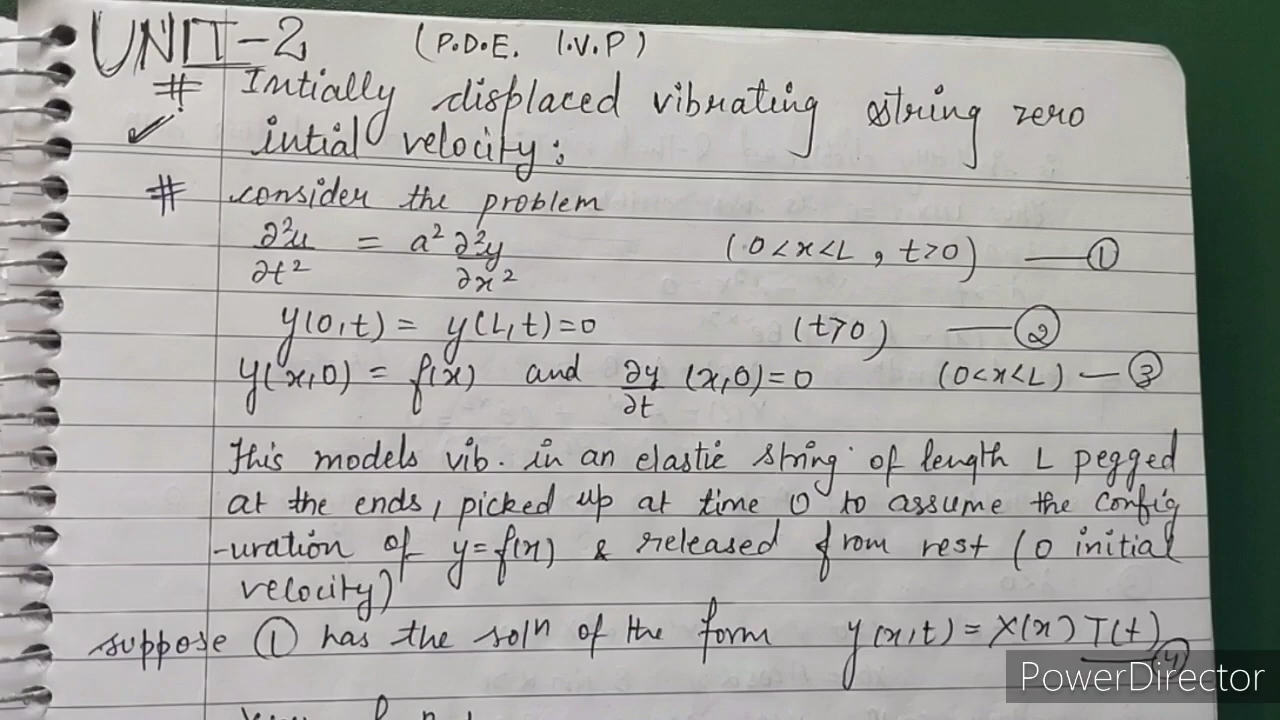 UNIT-2 (P.D.E. I.V.P)
# Intially displaced vibrating string zero
intial velocity:
# consider the problem
∂²u/∂t² = a² ∂²y/∂x² (0<x<L, t>0) —①
y(0,t) = y(L,t)=0 (t>0) —②
y(x,0) = f(x) and ∂y/∂t (x,0)=0 (0<x<L) —③
This models vib. in an elastic string of length L pegged
at the ends, picked up at time 0 to assume the config
-uration of y=f(x) & released from rest (0 initial
velocity)
suppose ① has the solⁿ of the form y(x,t) = X(x) T(t) —④
PowerDirector